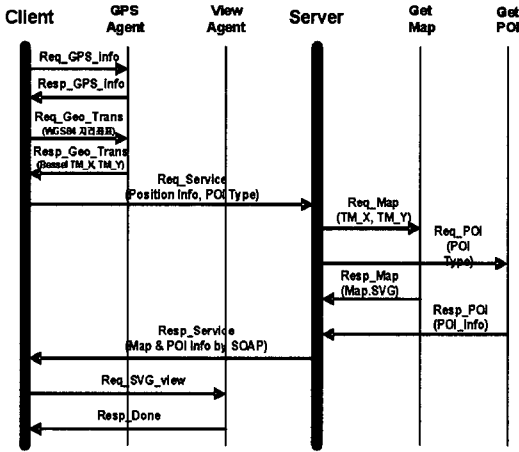 Client
GPS
Agent
View
Agent
Server
Get
Map
Get
POI
Req_GPS_info
Resp_GPS_info
Req_Geo_Trans
(WGS84 지리좌표)
Resp_Geo_Trans
(Bessel TM_X, TM_Y)
Req_Service
(Position Info, POI Type)
Req_Map
(TM_X, TM_Y)
Req_POI
(POI
Type)
Resp_Map
(Map.SVG)
Resp_POI
(POI_Info)
Resp_Service
(Map & POI Info by SOAP)
Req_SVG_view
Resp_Done